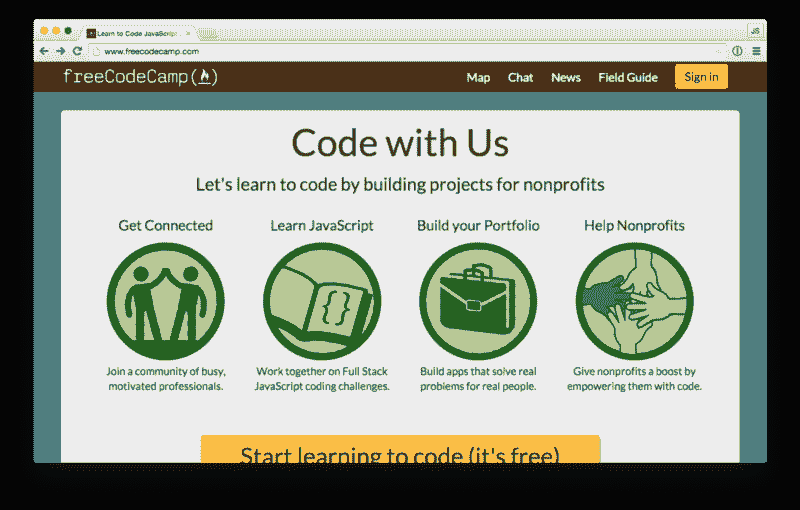 Learn to Code JavaScript
JS
www.freecodecamp.com
freeCodeCamp( )
Map Chat News Field Guide Sign in
Code with Us
Let's learn to code by building projects for nonprofits
Get Connected Learn JavaScript Build your Portfolio Help Nonprofits
{ }
Join a community of busy, Work together on Full Stack Build apps that solve real Give nonprofits a boost by
motivated professionals. JavaScript coding challenges. problems for real people. empowering them with code.
Start learning to code (it's free)